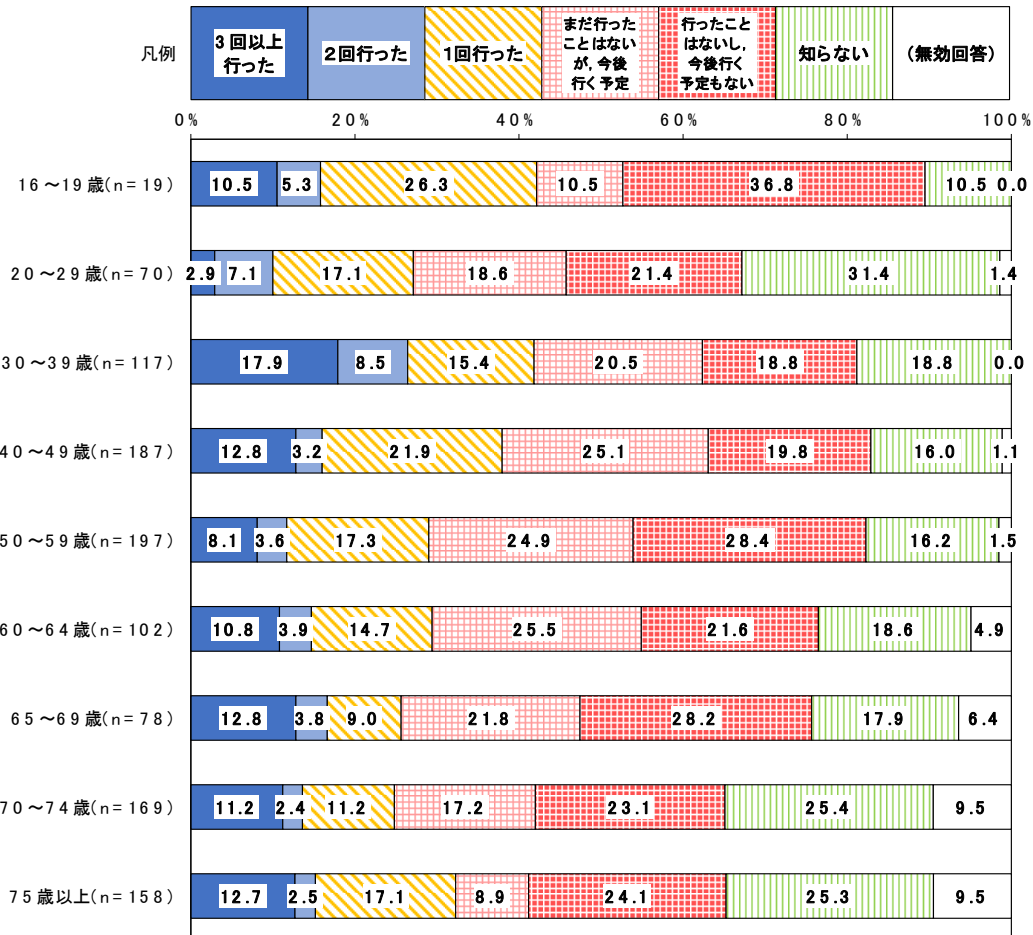 凡例
3回以上
行った
2回行った
1回行った
まだ行った
ことはない
が，今後
行く予定
行ったこと
はないし，
今後行く
予定もない
知らない
（無効回答）
0% 20% 40% 60% 80% 100%
16～19歳(n=19) 10.5 5.3 26.3 10.5 36.8 10.5 0.0
20～29歳(n=70) 2.9 7.1 17.1 18.6 21.4 31.4 1.4
30～39歳(n=117) 17.9 8.5 15.4 20.5 18.8 18.8 0.0
40～49歳(n=187) 12.8 3.2 21.9 25.1 19.8 16.0 1.1
50～59歳(n=197) 8.1 3.6 17.3 24.9 28.4 16.2 1.5
60～64歳(n=102) 10.8 3.9 14.7 25.5 21.6 18.6 4.9
65～69歳(n=78) 12.8 3.8 9.0 21.8 28.2 17.9 6.4
70～74歳(n=169) 11.2 2.4 11.2 17.2 23.1 25.4 9.5
75歳以上(n=158) 12.7 2.5 17.1 8.9 24.1 25.3 9.5